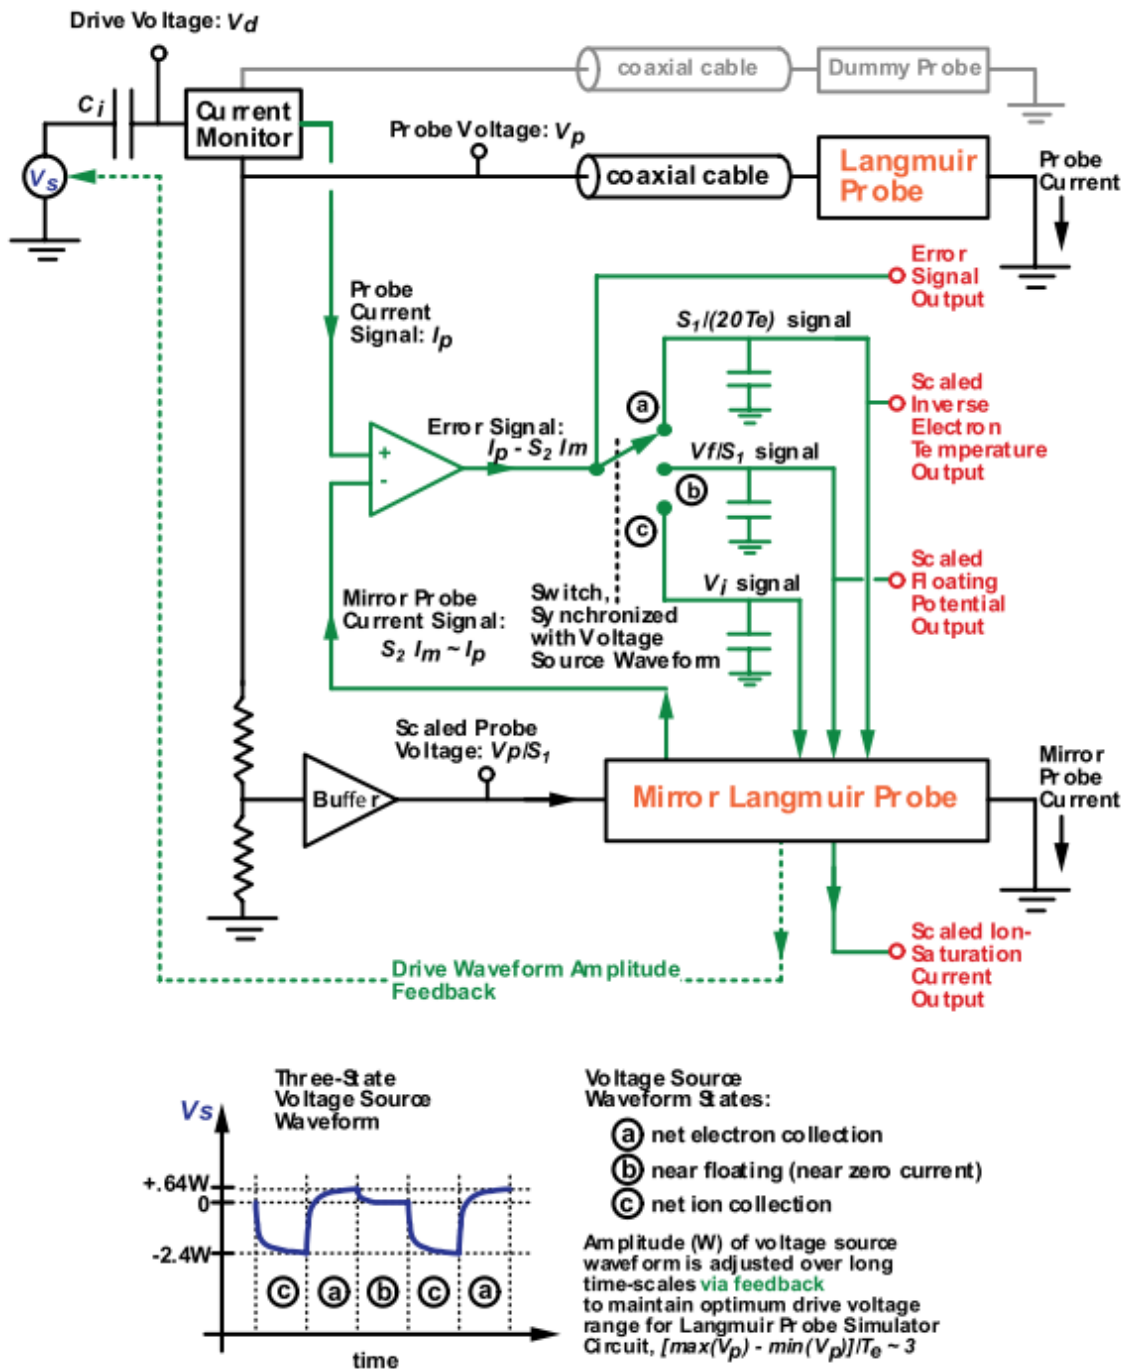 Drive Voltage: Vd
coaxial cable
Dummy Probe
Ci
Current
Monitor
Probe Voltage: Vp
Vs
coaxial cable
Langmuir
Probe
Probe
Current
Error
Signal
Output
Probe
Current
Signal: Ip
S1/(20Te) signal
a
Scaled
Inverse
Electron
Temperature
Output
Error Signal:
Ip - S2 Im
+
-
Vf/S1 signal
b
c
Scaled
Floating
Potential
Output
Vi signal
Switch,
Synchronized
with Voltage
Source Waveform
Mirror Probe
Current Signal:
S2 Im ~ Ip
Scaled Probe
Voltage: Vp/S1
Buffer
Mirror Langmuir Probe
Mirror
Probe
Current
Scaled Ion-
Saturation
Current
Output
Drive Waveform Amplitude
Feedback
Three-State
Voltage Source
Waveform
Vs
+.64W
0
-2.4W
c a b c a
time
Voltage Source
Waveform States:
a net electron collection
b near floating (near zero current)
c net ion collection
Amplitude (W) of voltage source
waveform is adjusted over long
time-scales via feedback
to maintain optimum drive voltage
range for Langmuir Probe Simulator
Circuit, [max(Vp) - min(Vp)]/Te ~ 3